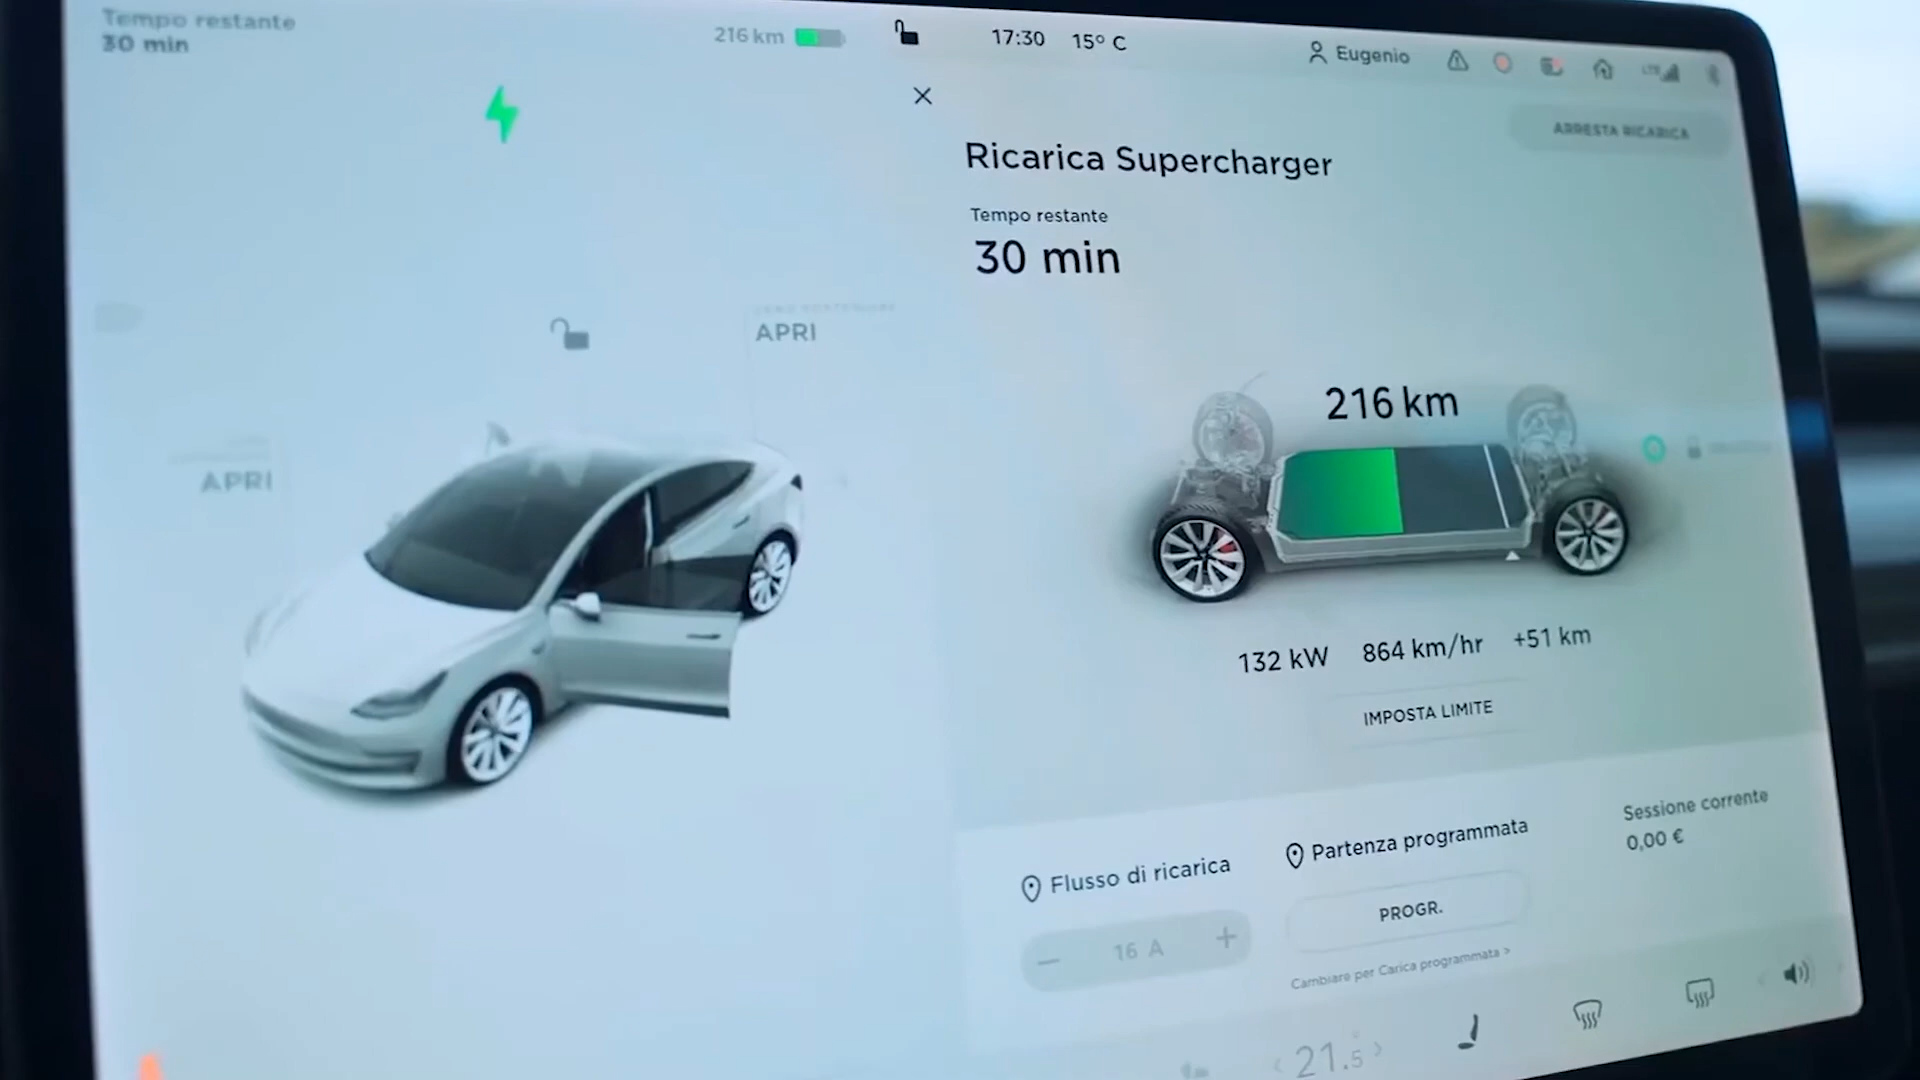 Tempo restante
30 min
216 km
17:30
15° C
Eugenio
LTE
ARRESTA RICARICA
Ricarica Supercharger
Tempo restante
30 min
APRI
APRI
216 km
132 kW
864 km/hr
+51 km
IMPOSTA LIMITE
Flusso di ricarica
Partenza programmata
Sessione corrente
0,00 €
16 A
PROGR.
Cambiare per Carica programmata >
21.5